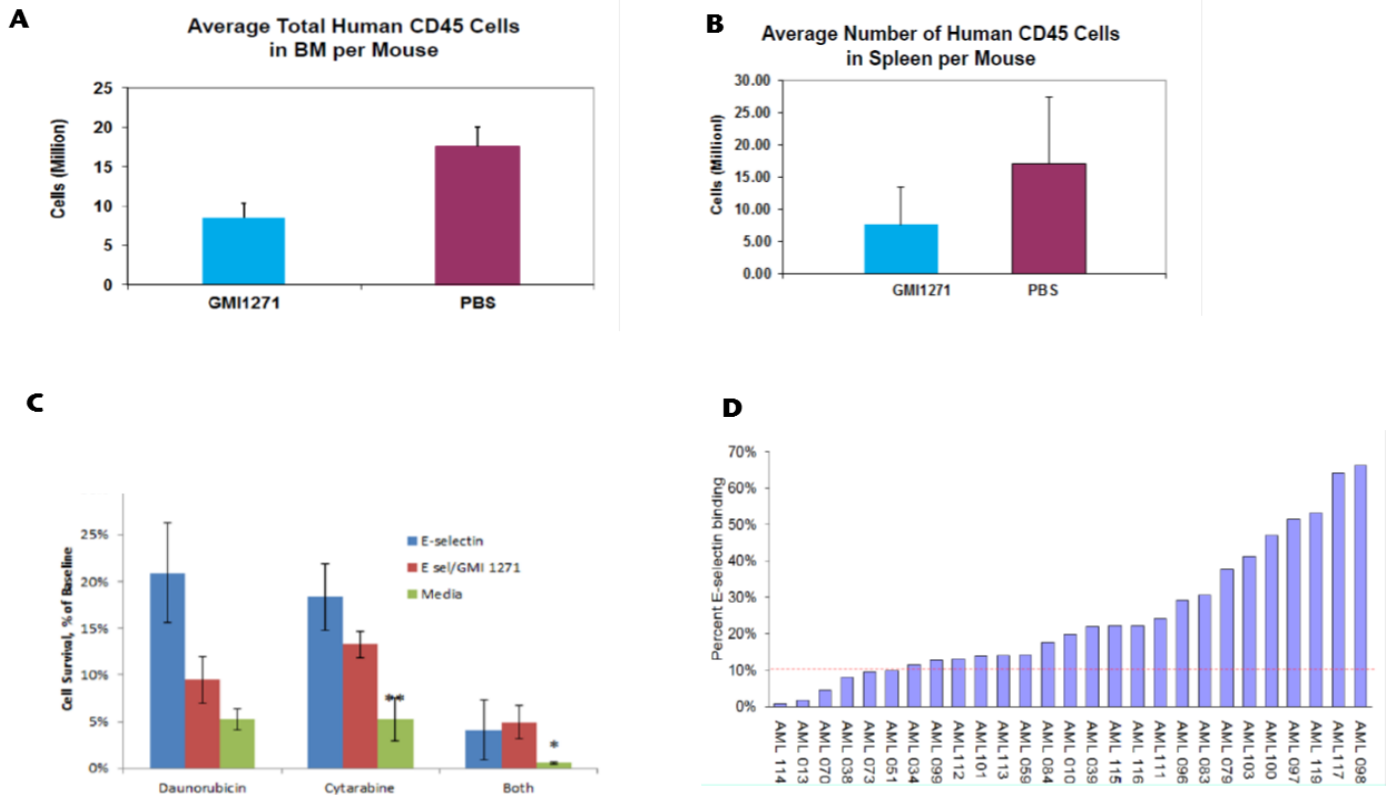 A
Average Total Human CD45 Cells
in BM per Mouse
25
20
15
10
5
0
Cells (Million)
GMI1271
PBS
B
Average Number of Human CD45 Cells
in Spleen per Mouse
30.00
25.00
20.00
15.00
10.00
5.00
0.00
Cells (Millionl)
GMI1271
PBS
C
25%
20%
15%
10%
5%
0%
Cell Survival, % of Baseline
E-selectin
E sel/GMI 1271
Media
**
*
Daunorubicin
Cytarabine
Both
D
70%
60%
50%
40%
30%
20%
10%
0%
Percent E-selectin binding
AML 114
AML 013
AML 070
AML 038
AML 073
AML 051
AML 034
AML 099
AML 112
AML 101
AML 113
AML 059
AML 084
AML 010
AML 039
AML 115
AML 116
AML 111
AML 096
AML 083
AML 079
AML 103
AML 100
AML 097
AML 119
AML 117
AML 098